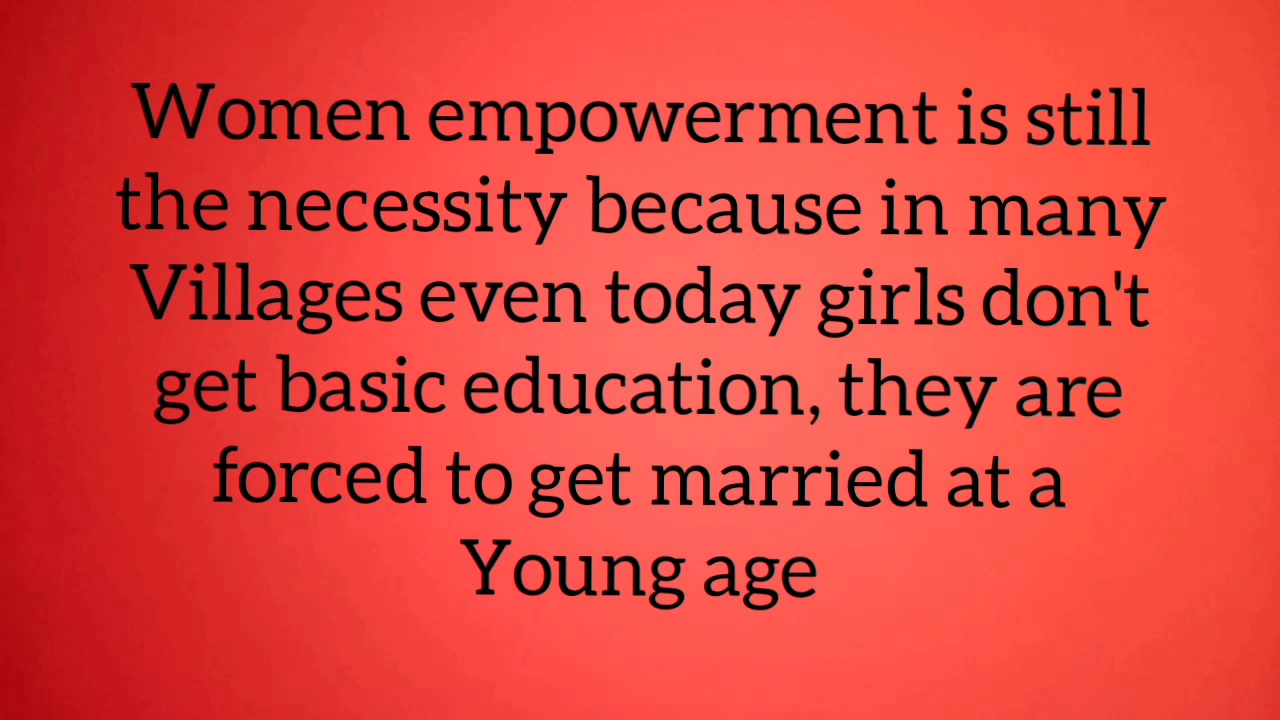 Women empowerment is still
the necessity because in many
Villages even today girls don't
get basic education, they are
forced to get married at a
Young age